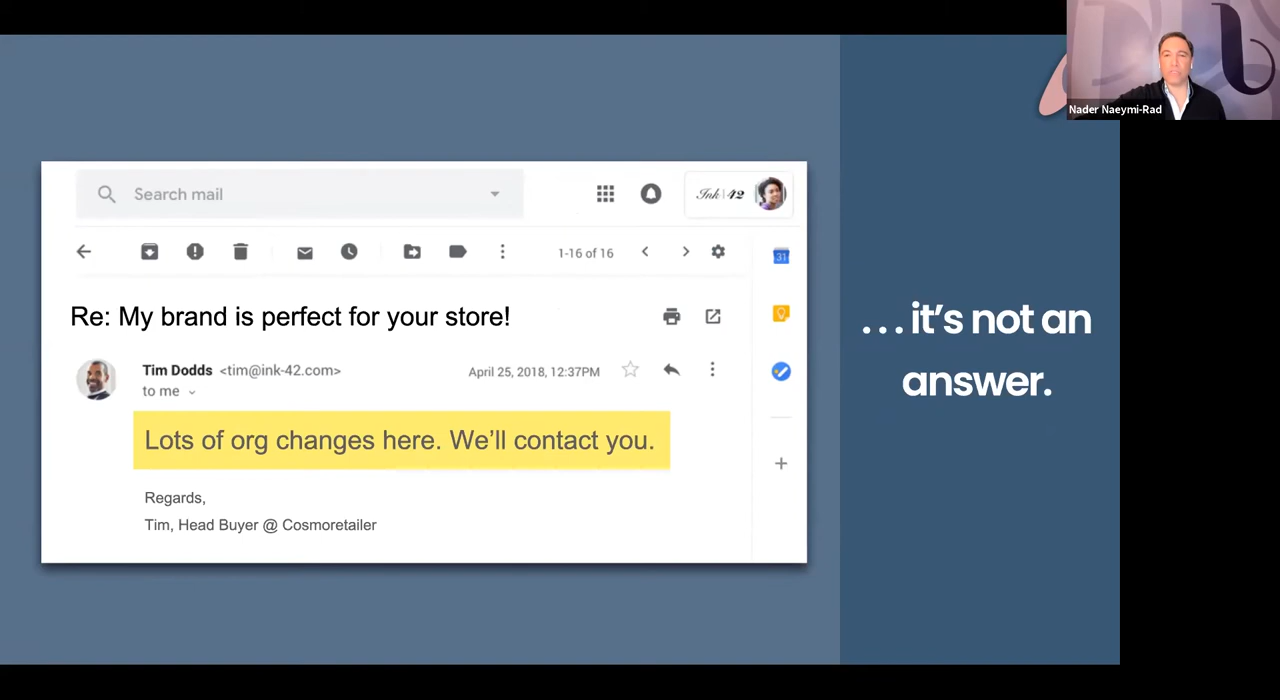 Nader Naeymi-Rad
Search mail
Ink|42
1-16 of 16
31
Re: My brand is perfect for your store!
Tim Dodds <tim@ink-42.com>
April 25, 2018, 12:37PM
to me
Lots of org changes here. We'll contact you.
Regards,
Tim, Head Buyer @ Cosmoretailer
...it's not an
answer.